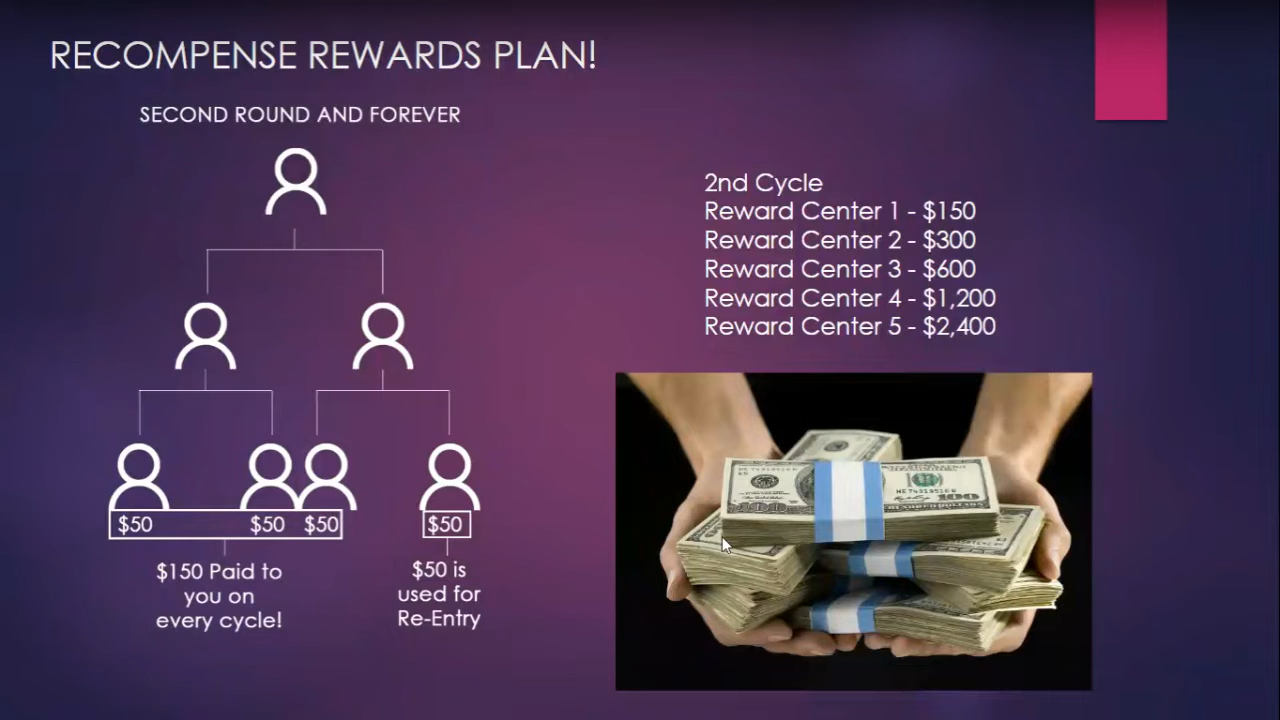 RECOMPENSE REWARDS PLAN!
SECOND ROUND AND FOREVER
$50 $50 $50
$50
$150 Paid to
you on
every cycle!
$50 is
used for
Re-Entry
2nd Cycle
Reward Center 1 - $150
Reward Center 2 - $300
Reward Center 3 - $600
Reward Center 4 - $1,200
Reward Center 5 - $2,400
100